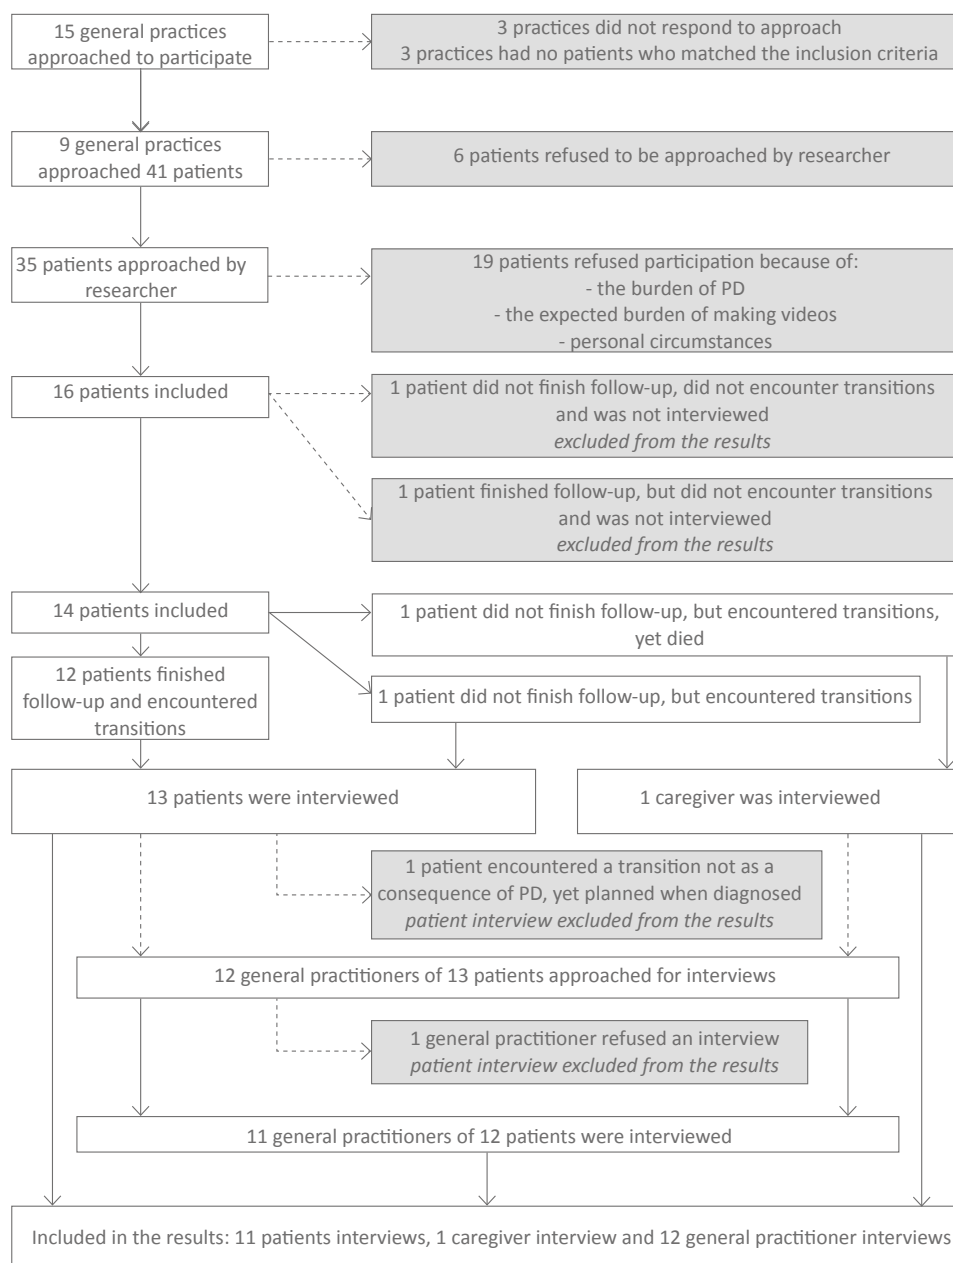 15 general practices
approached to participate
3 practices did not respond to approach
3 practices had no patients who matched the inclusion criteria
9 general practices
approached 41 patients
6 patients refused to be approached by researcher
35 patients approached by
researcher
19 patients refused participation because of:
- the burden of PD
- the expected burden of making videos
- personal circumstances
16 patients included
1 patient did not finish follow-up, did not encounter transitions
and was not interviewed
excluded from the results
1 patient finished follow-up, but did not encounter transitions
and was not interviewed
excluded from the results
14 patients included
1 patient did not finish follow-up, but encountered transitions,
yet died
12 patients finished
follow-up and encountered
transitions
1 patient did not finish follow-up, but encountered transitions
13 patients were interviewed
1 caregiver was interviewed
1 patient encountered a transition not as a
consequence of PD, yet planned when diagnosed
patient interview excluded from the results
12 general practitioners of 13 patients approached for interviews
1 general practitioner refused an interview
patient interview excluded from the results
11 general practitioners of 12 patients were interviewed
Included in the results: 11 patients interviews, 1 caregiver interview and 12 general practitioner interviews